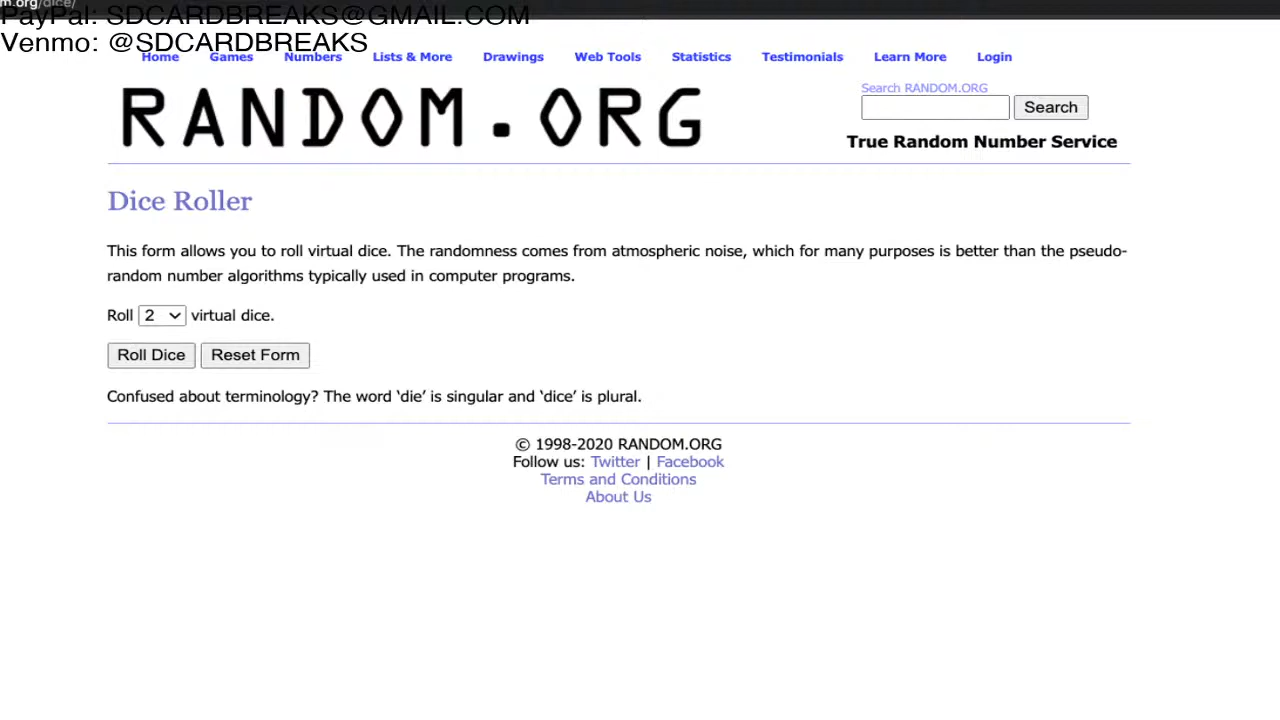 m.org/dice/
PayPal: SDCARDBREAKS@GMAIL.COM
Venmo: @SDCARDBREAKS
Home Games Numbers Lists & More Drawings Web Tools Statistics Testimonials Learn More Login
RANDOM.ORG
Search RANDOM.ORG
Search
True Random Number Service
Dice Roller
This form allows you to roll virtual dice. The randomness comes from atmospheric noise, which for many purposes is better than the pseudo-
random number algorithms typically used in computer programs.
Roll 2 virtual dice.
Roll Dice Reset Form
Confused about terminology? The word ‘die’ is singular and ‘dice’ is plural.
© 1998-2020 RANDOM.ORG
Follow us: Twitter | Facebook
Terms and Conditions
About Us